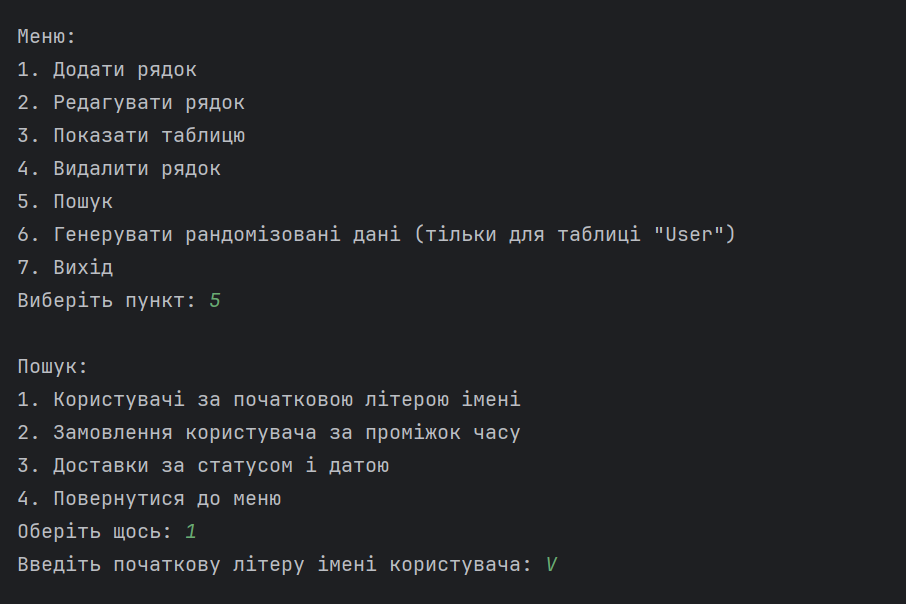 Меню:
1. Додати рядок
2. Редагувати рядок
3. Показати таблицю
4. Видалити рядок
5. Пошук
6. Генерувати рандомізовані дані (тільки для таблиці "User")
7. Вихід
Виберіть пункт: 5
Пошук:
1. Користувачі за початковою літерою імені
2. Замовлення користувача за проміжок часу
3. Доставки за статусом і датою
4. Повернутися до меню
Оберіть щось: 1
Введіть початкову літеру імені користувача: V